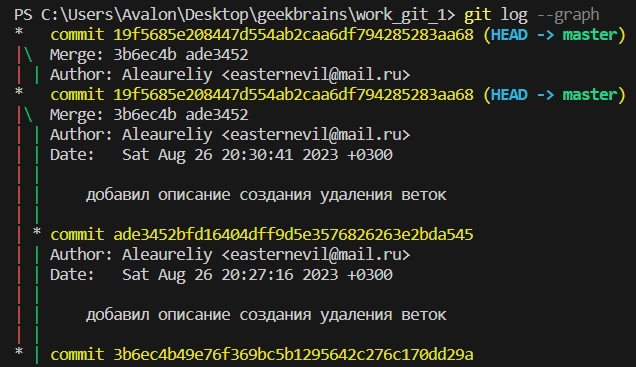 PS C:\Users\Avalon\Desktop\geekbrains\work_git_1> git log --graph
*   commit 19f5685e208447d554ab2caa6df794285283aa68 (HEAD -> master)
|\  Merge: 3b6ec4b ade3452
| | Author: Aleaureliy <easternevil@mail.ru>
*   commit 19f5685e208447d554ab2caa6df794285283aa68 (HEAD -> master)
|\  Merge: 3b6ec4b ade3452
| | Author: Aleaureliy <easternevil@mail.ru>
| | Date:   Sat Aug 26 20:30:41 2023 +0300
| |
| |     добавил описание создания удаления веток
| |
| * commit ade3452bfd16404dff9d5e3576826263e2bda545
| | Author: Aleaureliy <easternevil@mail.ru>
| | Date:   Sat Aug 26 20:27:16 2023 +0300
| |
| |     добавил описание создания удаления веток
| |
* | commit 3b6ec4b49e76f369bc5b1295642c276c170dd29a